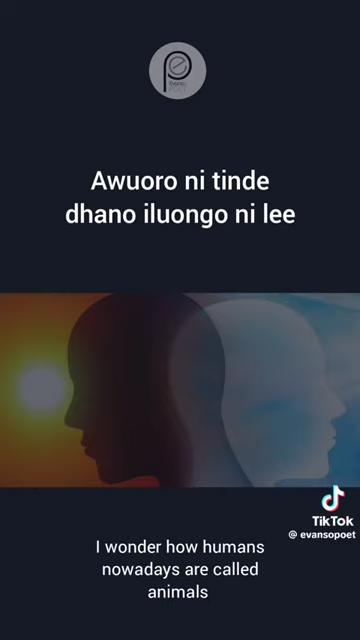 Awuoro ni tinde
dhano iluongo ni lee
TikTok
@ evansopoet
I wonder how humans
nowadays are called
animals